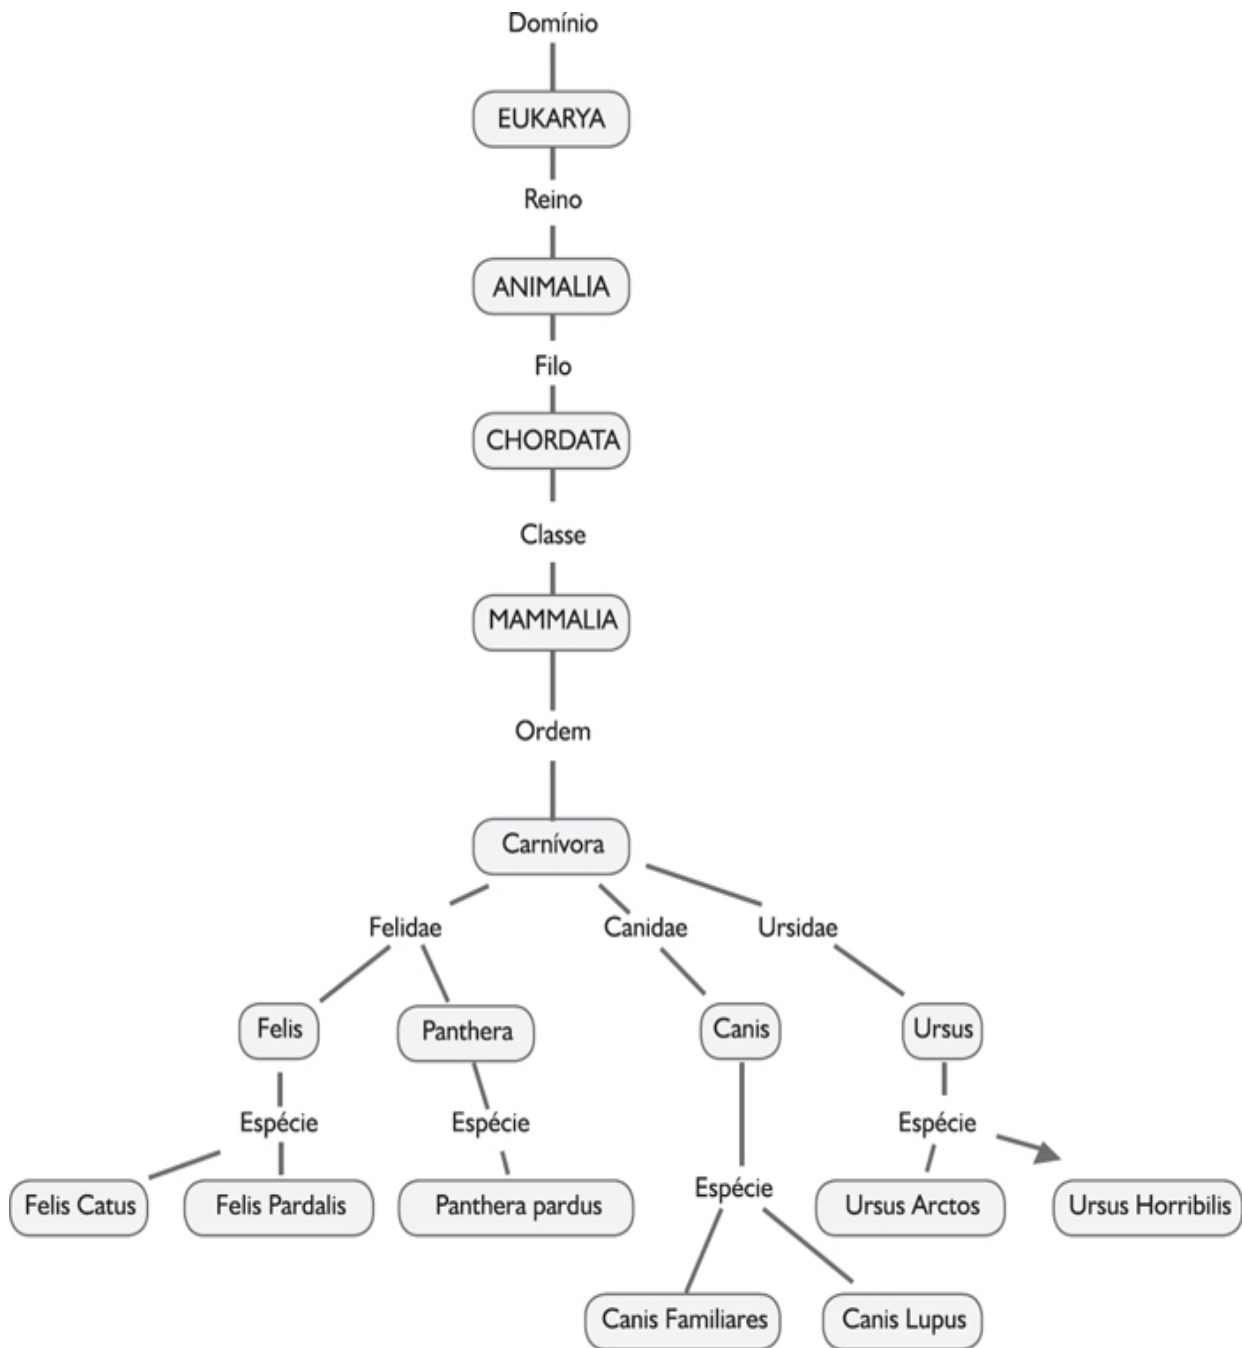 Domínio
EUKARYA
Reino
ANIMALIA
Filo
CHORDATA
Classe
MAMMALIA
Ordem
Carnívora
Felidae
Canidae
Ursidae
Felis
Panthera
Canis
Ursus
Espécie
Espécie
Espécie
Espécie
Felis Catus
Felis Pardalis
Panthera pardus
Ursus Arctos
Ursus Horribilis
Canis Familiares
Canis Lupus